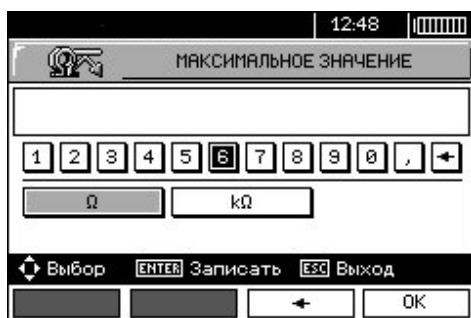 12:48
МАКСИМАЛЬНОЕ ЗНАЧЕНИЕ
1 2 3 4 5 6 7 8 9 0 , ←
Ω kΩ
Выбор ENTER Записать ESC Выход
← OK